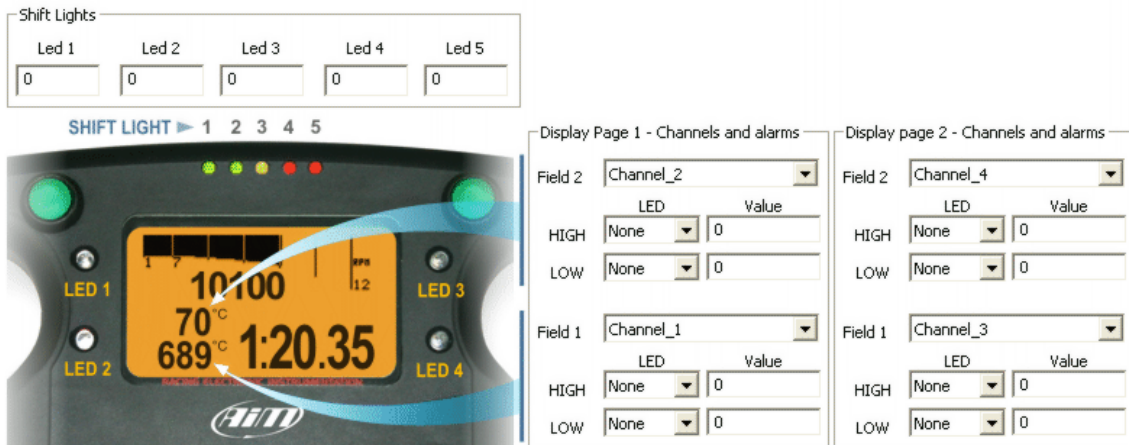 Shift Lights
Led 1 Led 2 Led 3 Led 4 Led 5
0 0 0 0 0
SHIFT LIGHT ► 1 2 3 4 5
LED 1
LED 2
LED 3
LED 4
1 7 RPM
10100 12
70 °C
689 °C 1:20.35
RACING ELECTRONIC INSTRUMENTATION
AiM
Display Page 1 - Channels and alarms
Field 2 Channel_2
LED Value
HIGH None 0
LOW None 0
Field 1 Channel_1
LED Value
HIGH None 0
LOW None 0
Display page 2 - Channels and alarms
Field 2 Channel_4
LED Value
HIGH None 0
LOW None 0
Field 1 Channel_3
LED Value
HIGH None 0
LOW None 0